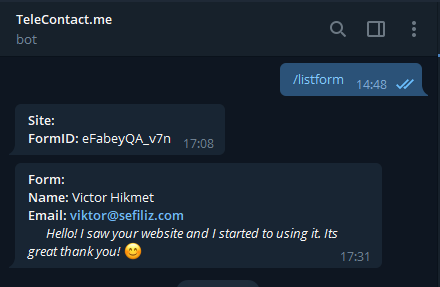 TeleContact.me
bot
/listform 14:48
Site:
FormID: eFabeyQA_v7n 17:08
Form:
Name: Victor Hikmet
Email: viktor@sefiliz.com
Hello! I saw your website and I started to using it. Its
great thank you! 😊 17:31